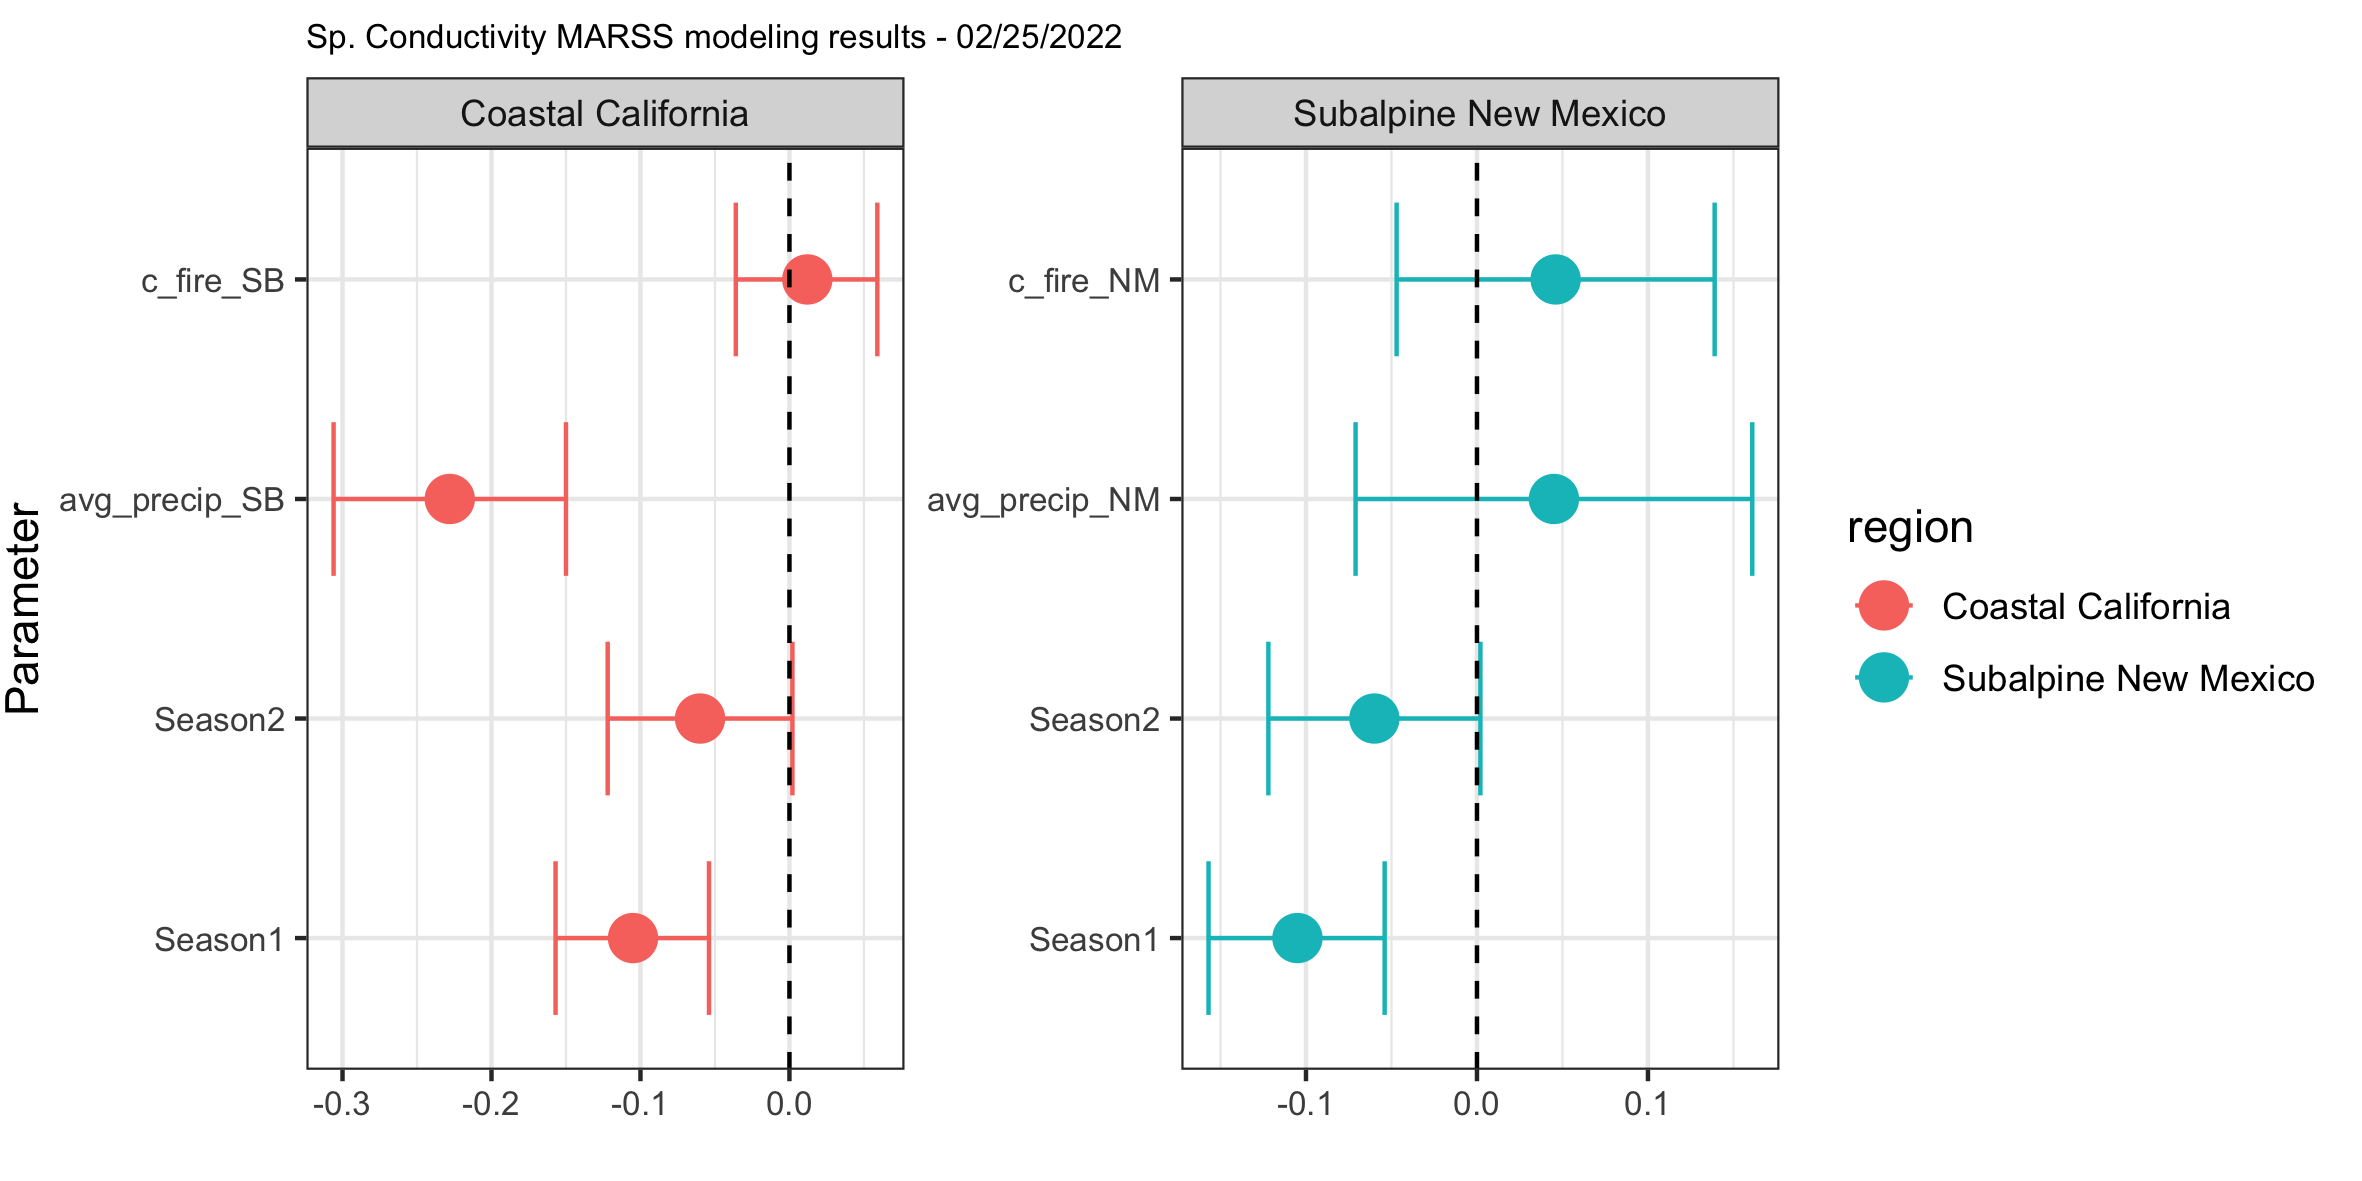 Sp. Conductivity MARSS modeling results - 02/25/2022
Coastal California
Subalpine New Mexico
Parameter
c_fire_SB
avg_precip_SB
Season2
Season1
-0.3
-0.2
-0.1
0.0
c_fire_NM
avg_precip_NM
Season2
Season1
-0.1
0.0
0.1
region
Coastal California
Subalpine New Mexico